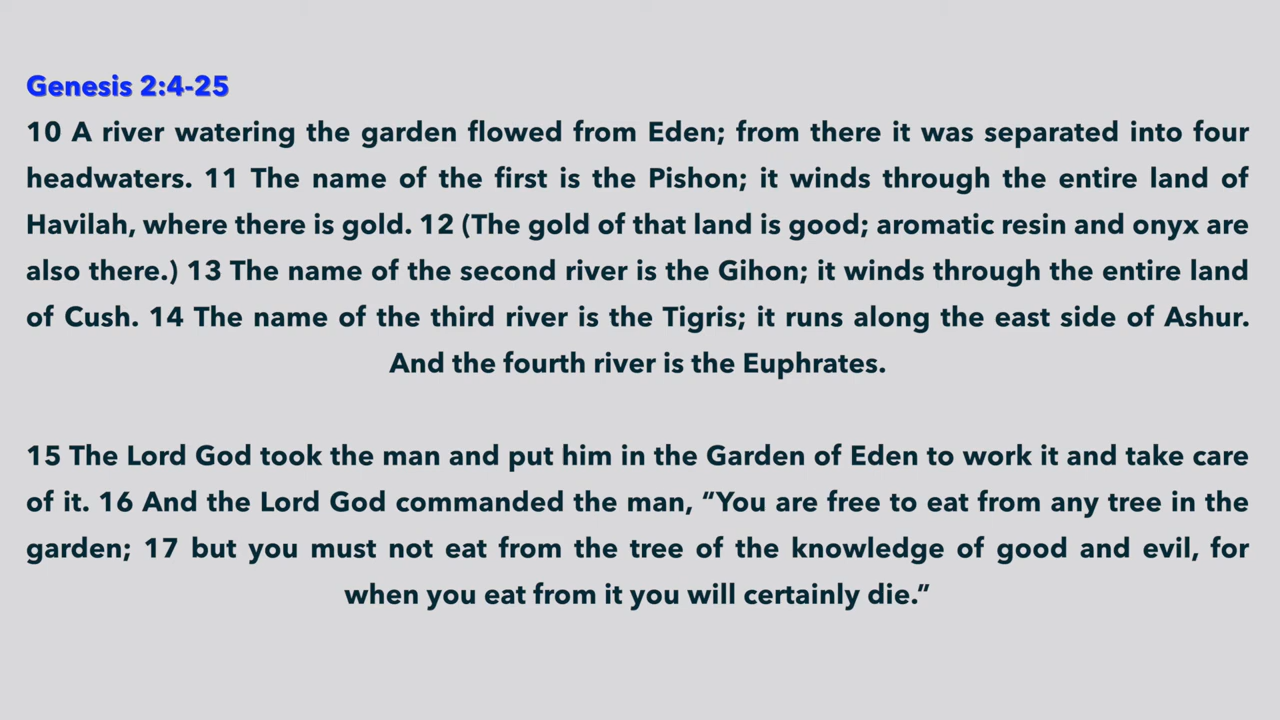 Genesis 2:4-25
10 A river watering the garden flowed from Eden; from there it was separated into four
headwaters. 11 The name of the first is the Pishon; it winds through the entire land of
Havilah, where there is gold. 12 (The gold of that land is good; aromatic resin and onyx are
also there.) 13 The name of the second river is the Gihon; it winds through the entire land
of Cush. 14 The name of the third river is the Tigris; it runs along the east side of Ashur.
And the fourth river is the Euphrates.
15 The Lord God took the man and put him in the Garden of Eden to work it and take care
of it. 16 And the Lord God commanded the man, “You are free to eat from any tree in the
garden; 17 but you must not eat from the tree of the knowledge of good and evil, for
when you eat from it you will certainly die.”